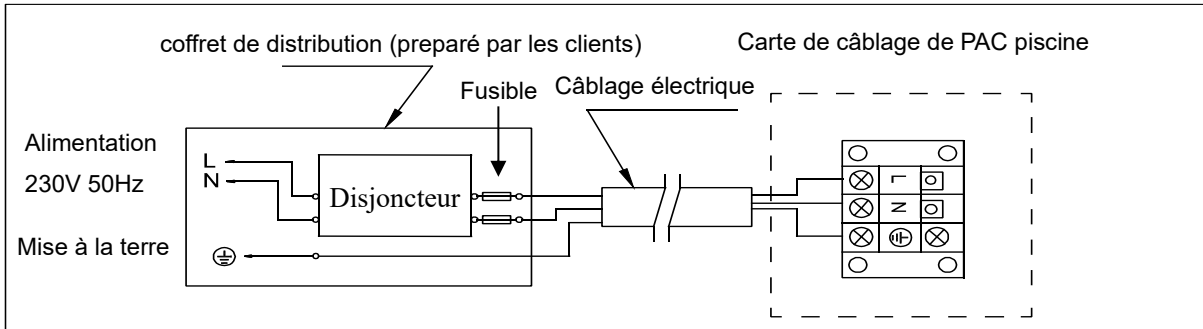 coffret de distribution (preparé par les clients)
Carte de câblage de PAC piscine
Fusible
Câblage électrique
Alimentation
230V 50Hz
L
N
Disjoncteur
Mise à la terre
L
N